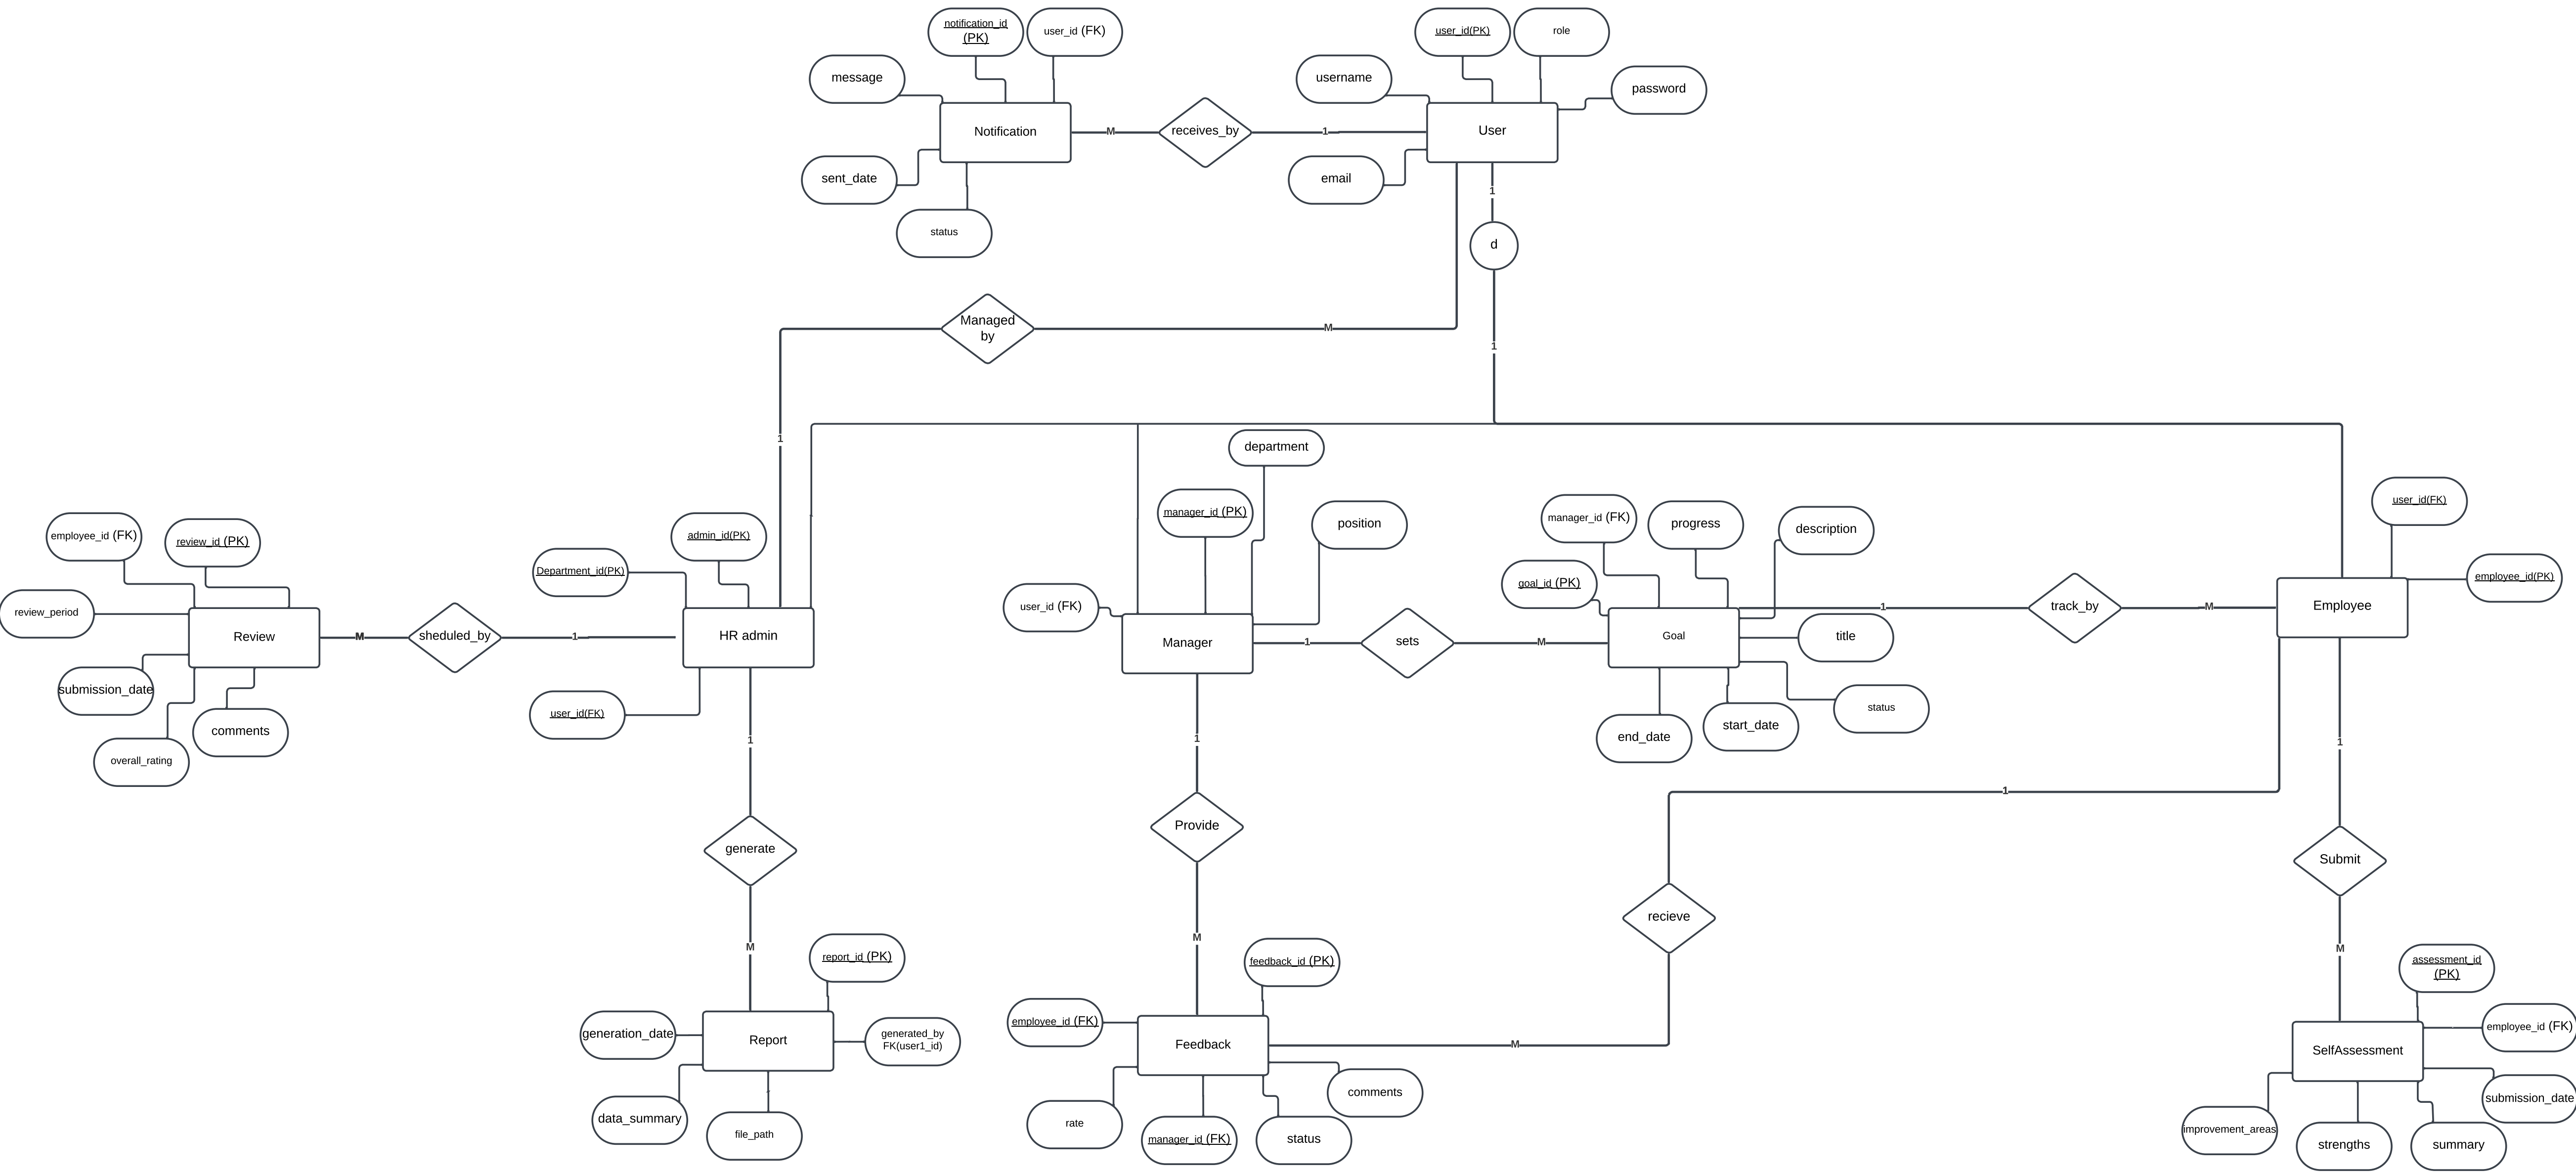 notification_id
(PK)
user_id (FK)
user_id(PK)
role
message
username
password
Notification
M
receives_by
1
User
sent_date
email
1
status
d
Managed
by
M
1
1
department
manager_id (PK)
position
manager_id (FK)
progress
description
user_id(FK)
employee_id (FK)
review_id (PK)
admin_id(PK)
Department_id(PK)
goal_id (PK)
employee_id(PK)
review_period
user_id (FK)
1
track_by
M
Employee
Review
M
sheduled_by
1
HR admin
Manager
1
sets
M
Goal
title
submission_date
user_id(FK)
status
comments
end_date
start_date
overall_rating
1
1
1
1
Provide
generate
Submit
recieve
M
M
M
report_id (PK)
feedback_id (PK)
assessment_id
(PK)
generation_date
Report
generated_by
FK(user1_id)
employee_id (FK)
Feedback
M
employee_id (FK)
SelfAssessment
comments
submission_date
data_summary
file_path
rate
manager_id (FK)
status
improvement_areas
strengths
summary